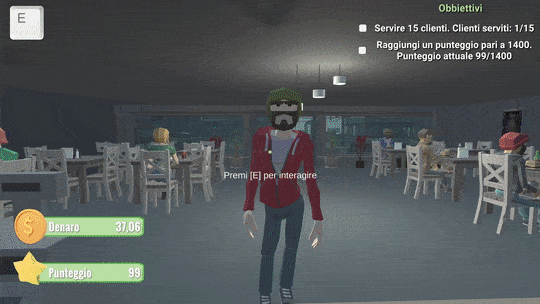 E
Obbiettivi
Servire 15 clienti. Clienti serviti: 1/15
Raggiungi un punteggio pari a 1400.
Punteggio attuale 99/1400
Premi [E] per interagire
Denaro 37,06
Punteggio 99